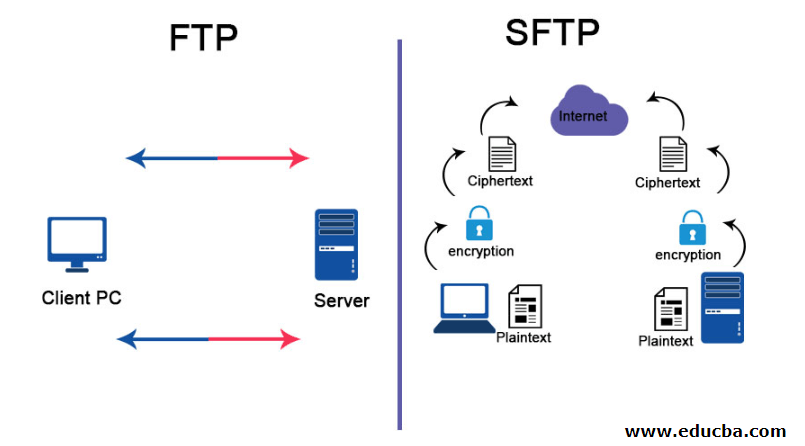 FTP
Client PC
Server
SFTP
Internet
Ciphertext
Ciphertext
encryption
encryption
Plaintext
Plaintext
www.educba.com